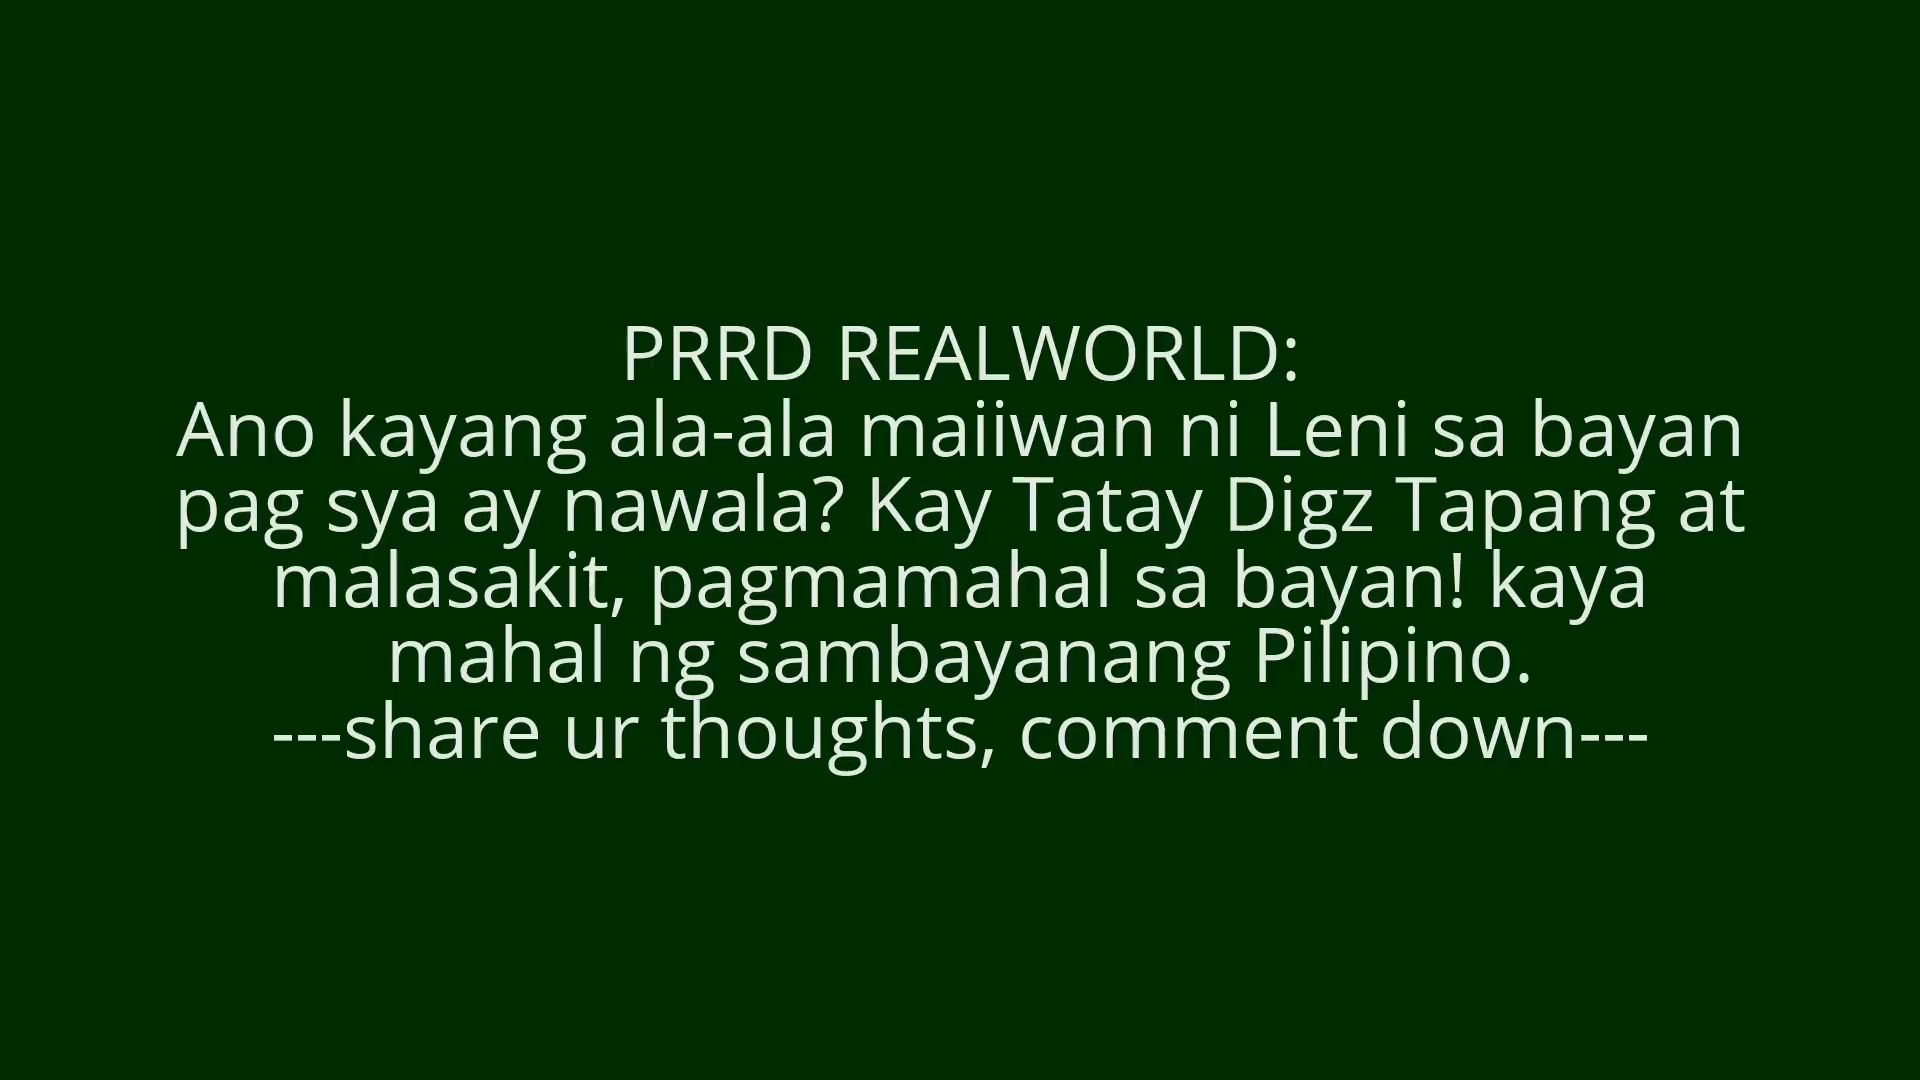 PRRD REALWORLD:
Ano kayang ala-ala maiiwan ni Leni sa bayan
pag sya ay nawala? Kay Tatay Digz Tapang at
malasakit, pagmamahal sa bayan! kaya
mahal ng sambayanang Pilipino.
---share ur thoughts, comment down---